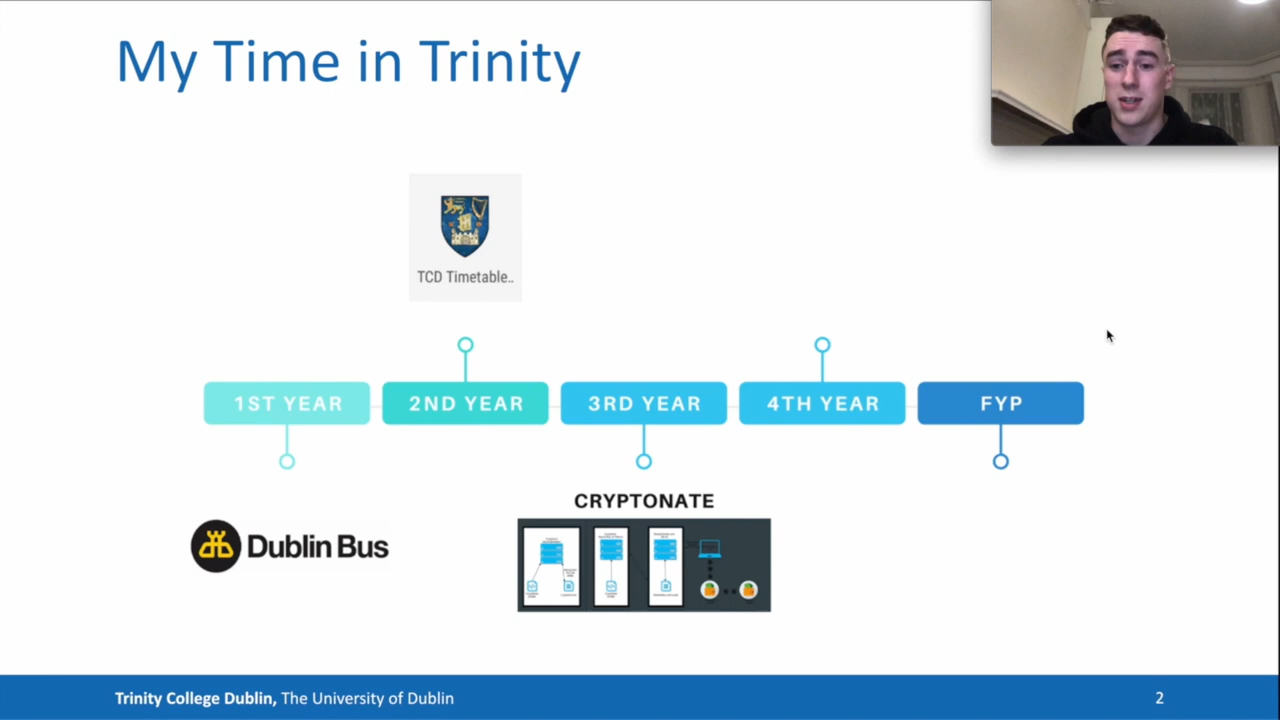 My Time in Trinity
TCD Timetable..
1ST YEAR
2ND YEAR
3RD YEAR
4TH YEAR
FYP
Dublin Bus
CRYPTONATE
Trinity College Dublin, The University of Dublin
2